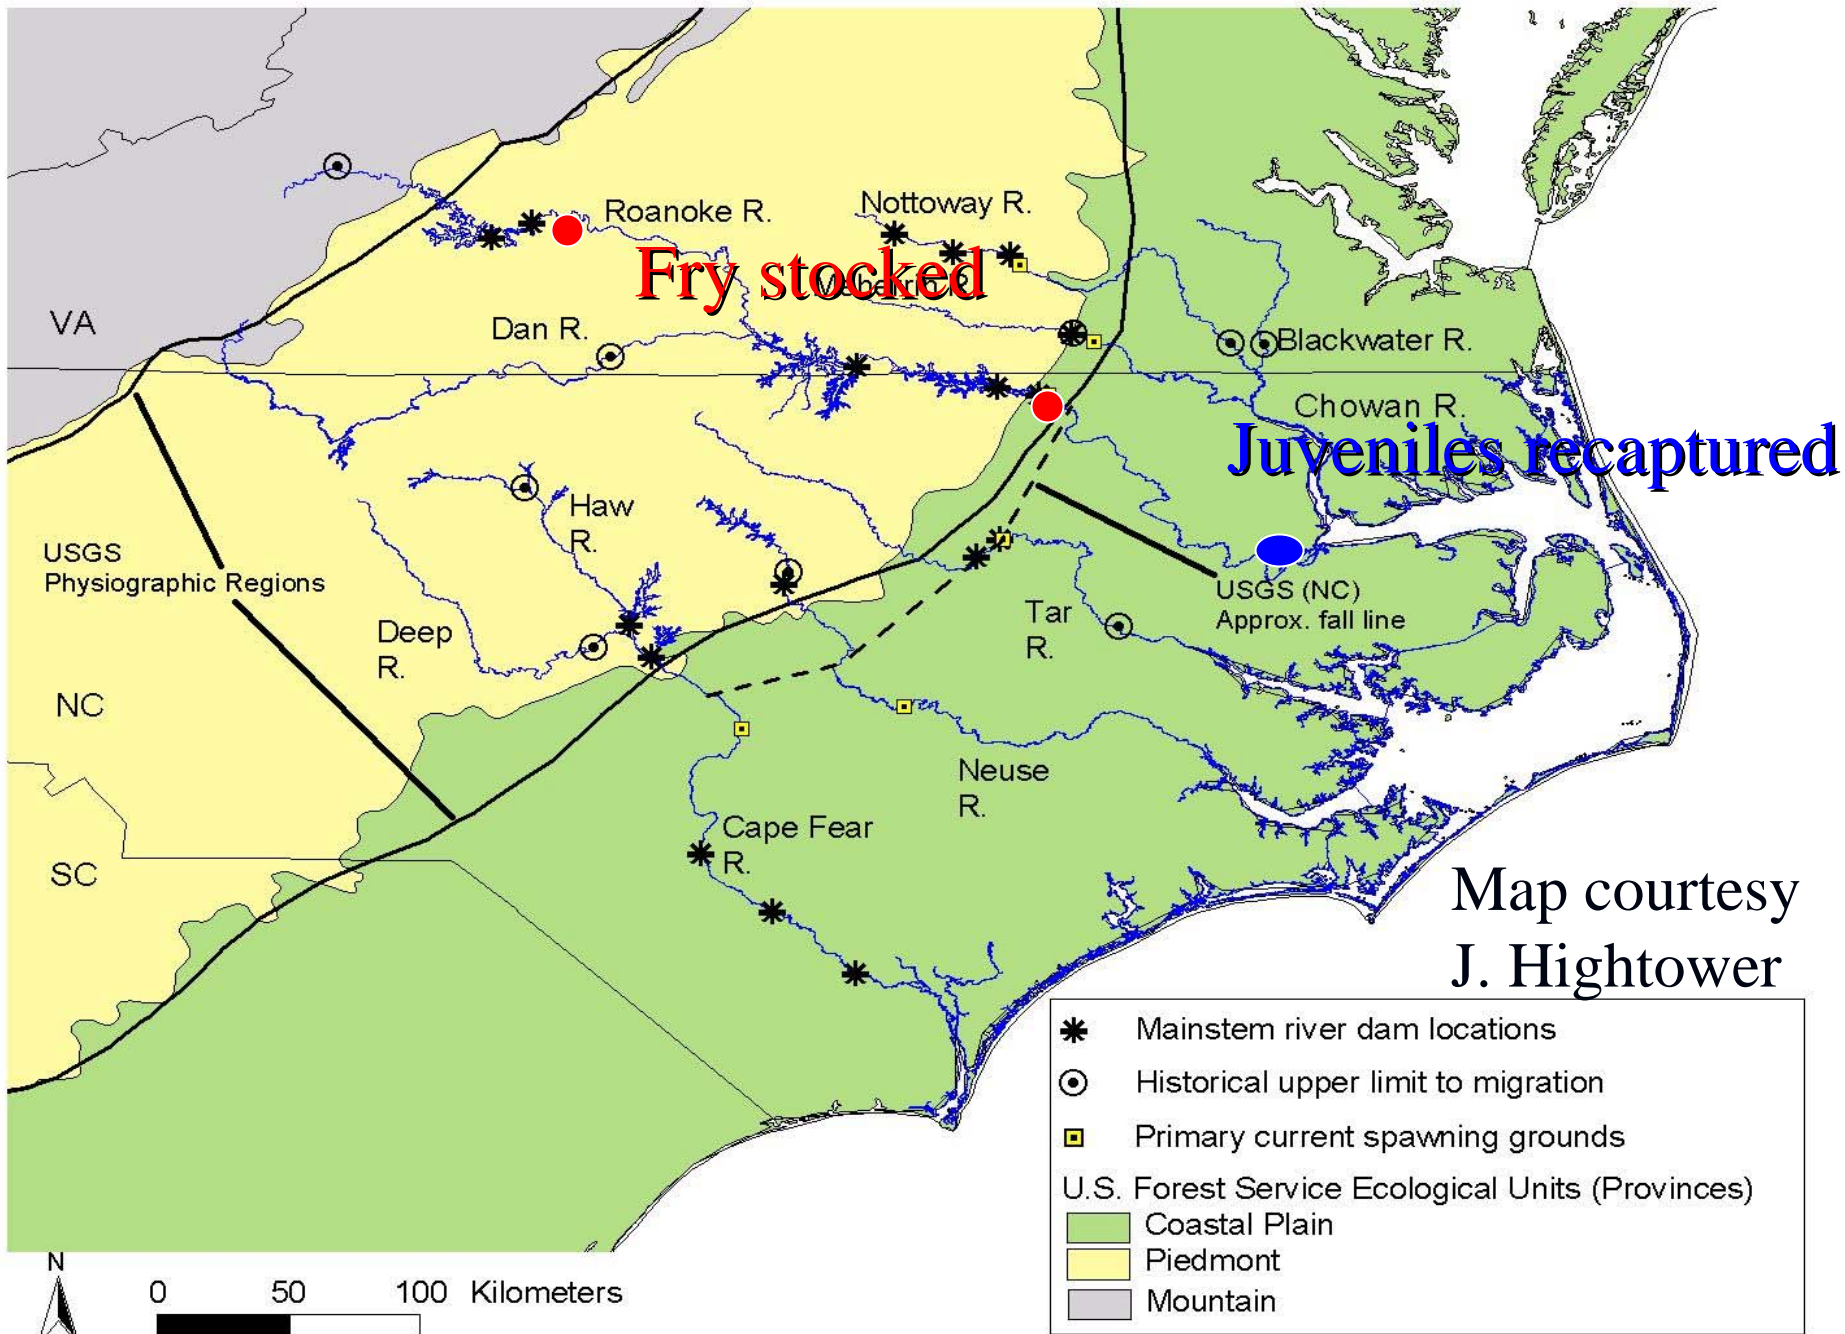 Roanoke R.
Nottoway R.
Fry stocked
Meherrin R.
VA
Dan R.
Blackwater R.
Chowan R.
Juveniles recaptured
Haw
R.
USGS
Physiographic Regions
USGS (NC)
Approx. fall line
Tar
R.
Deep
R.
NC
Neuse
R.
Cape Fear
R.
SC
Map courtesy
J. Hightower
Mainstem river dam locations
Historical upper limit to migration
Primary current spawning grounds
U.S. Forest Service Ecological Units (Provinces)
Coastal Plain
Piedmont
Mountain
N
0 50 100 Kilometers